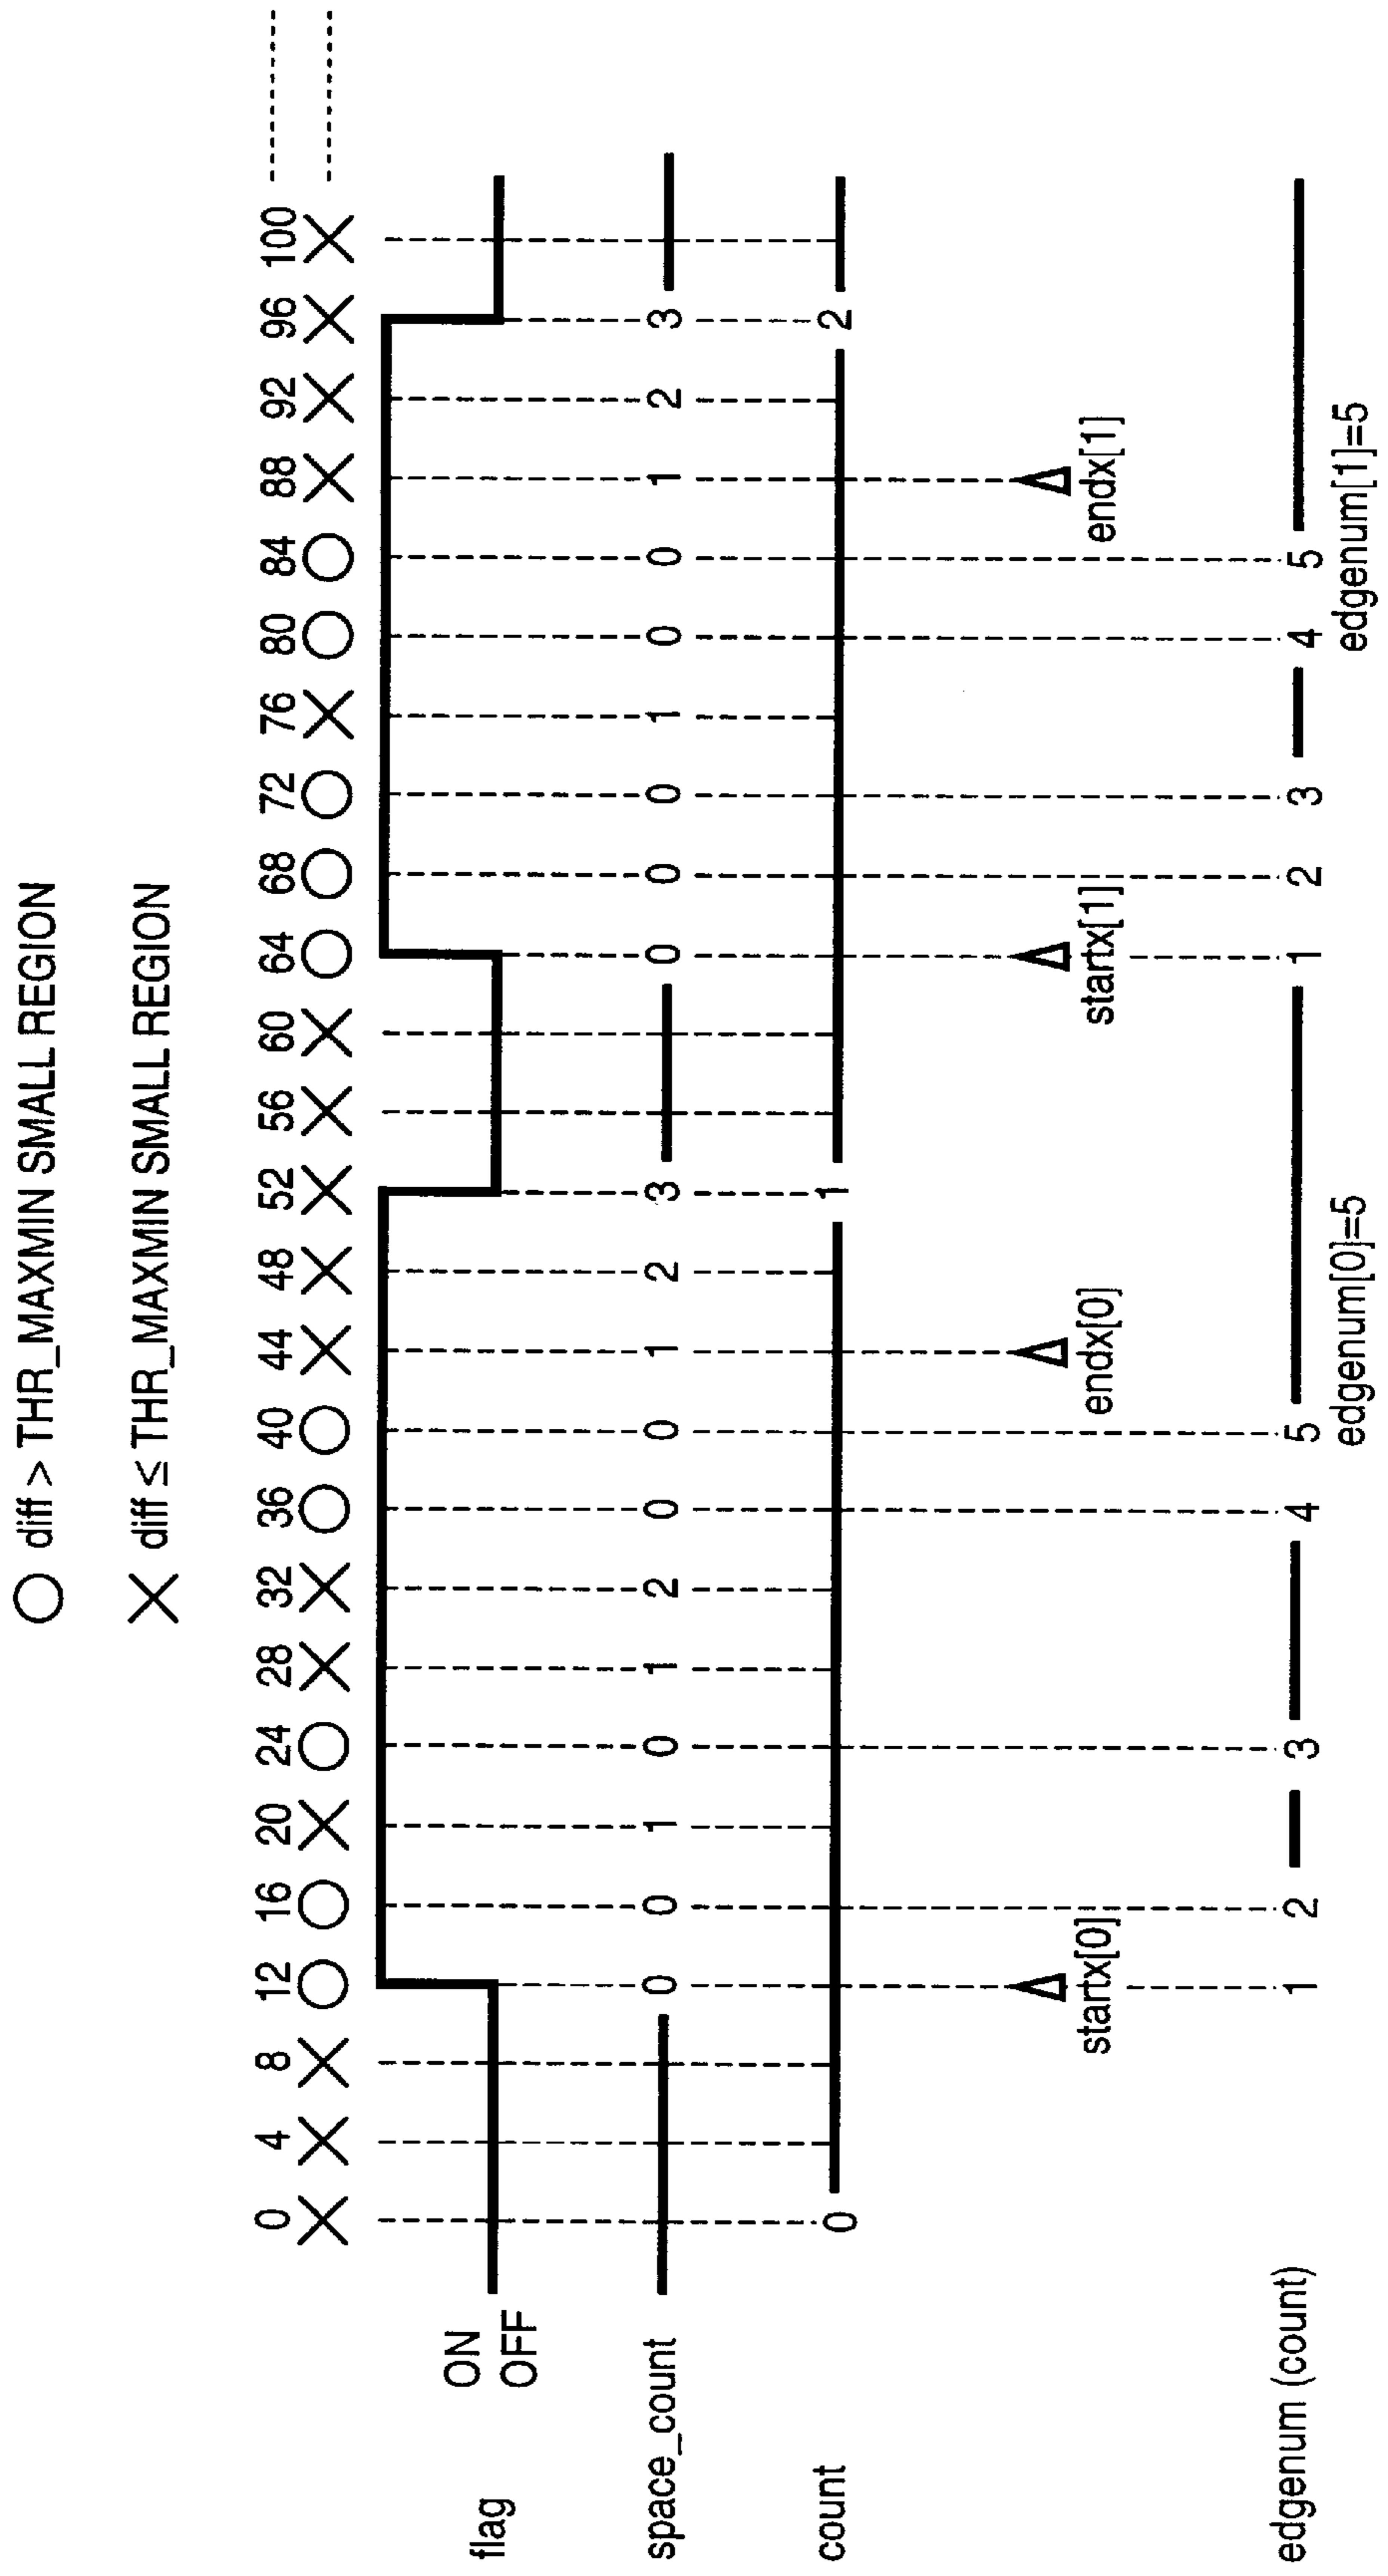 ○ diff > THR_MAXMIN SMALL REGION
× diff ≤ THR_MAXMIN SMALL REGION
0 4 8 12 16 20 24 28 32 36 40 44 48 52 56 60 64 68 72 76 80 84 88 92 96 100
× × × ○ ○ × ○ × × ○ ○ × × × × × ○ ○ ○ × ○ ○ × × × ×
flag
ON
OFF
space_count 0 0 1 0 1 2 0 0 1 2 3 0 0 0 1 0 0 1 2 3
count 0 1 2
startx[0] endx[0] startx[1] endx[1]
edgenum (count) 1 2 3 4 5 1 2 3 4 5
edgenum[0]=5 edgenum[1]=5